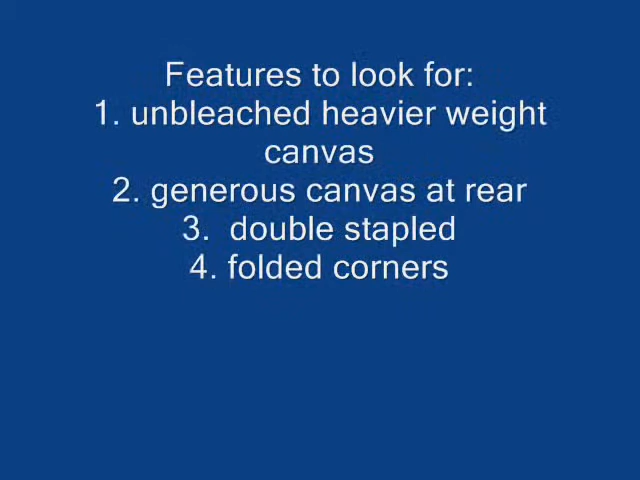 Features to look for:
1. unbleached heavier weight
canvas
2. generous canvas at rear
3.  double stapled
4. folded corners